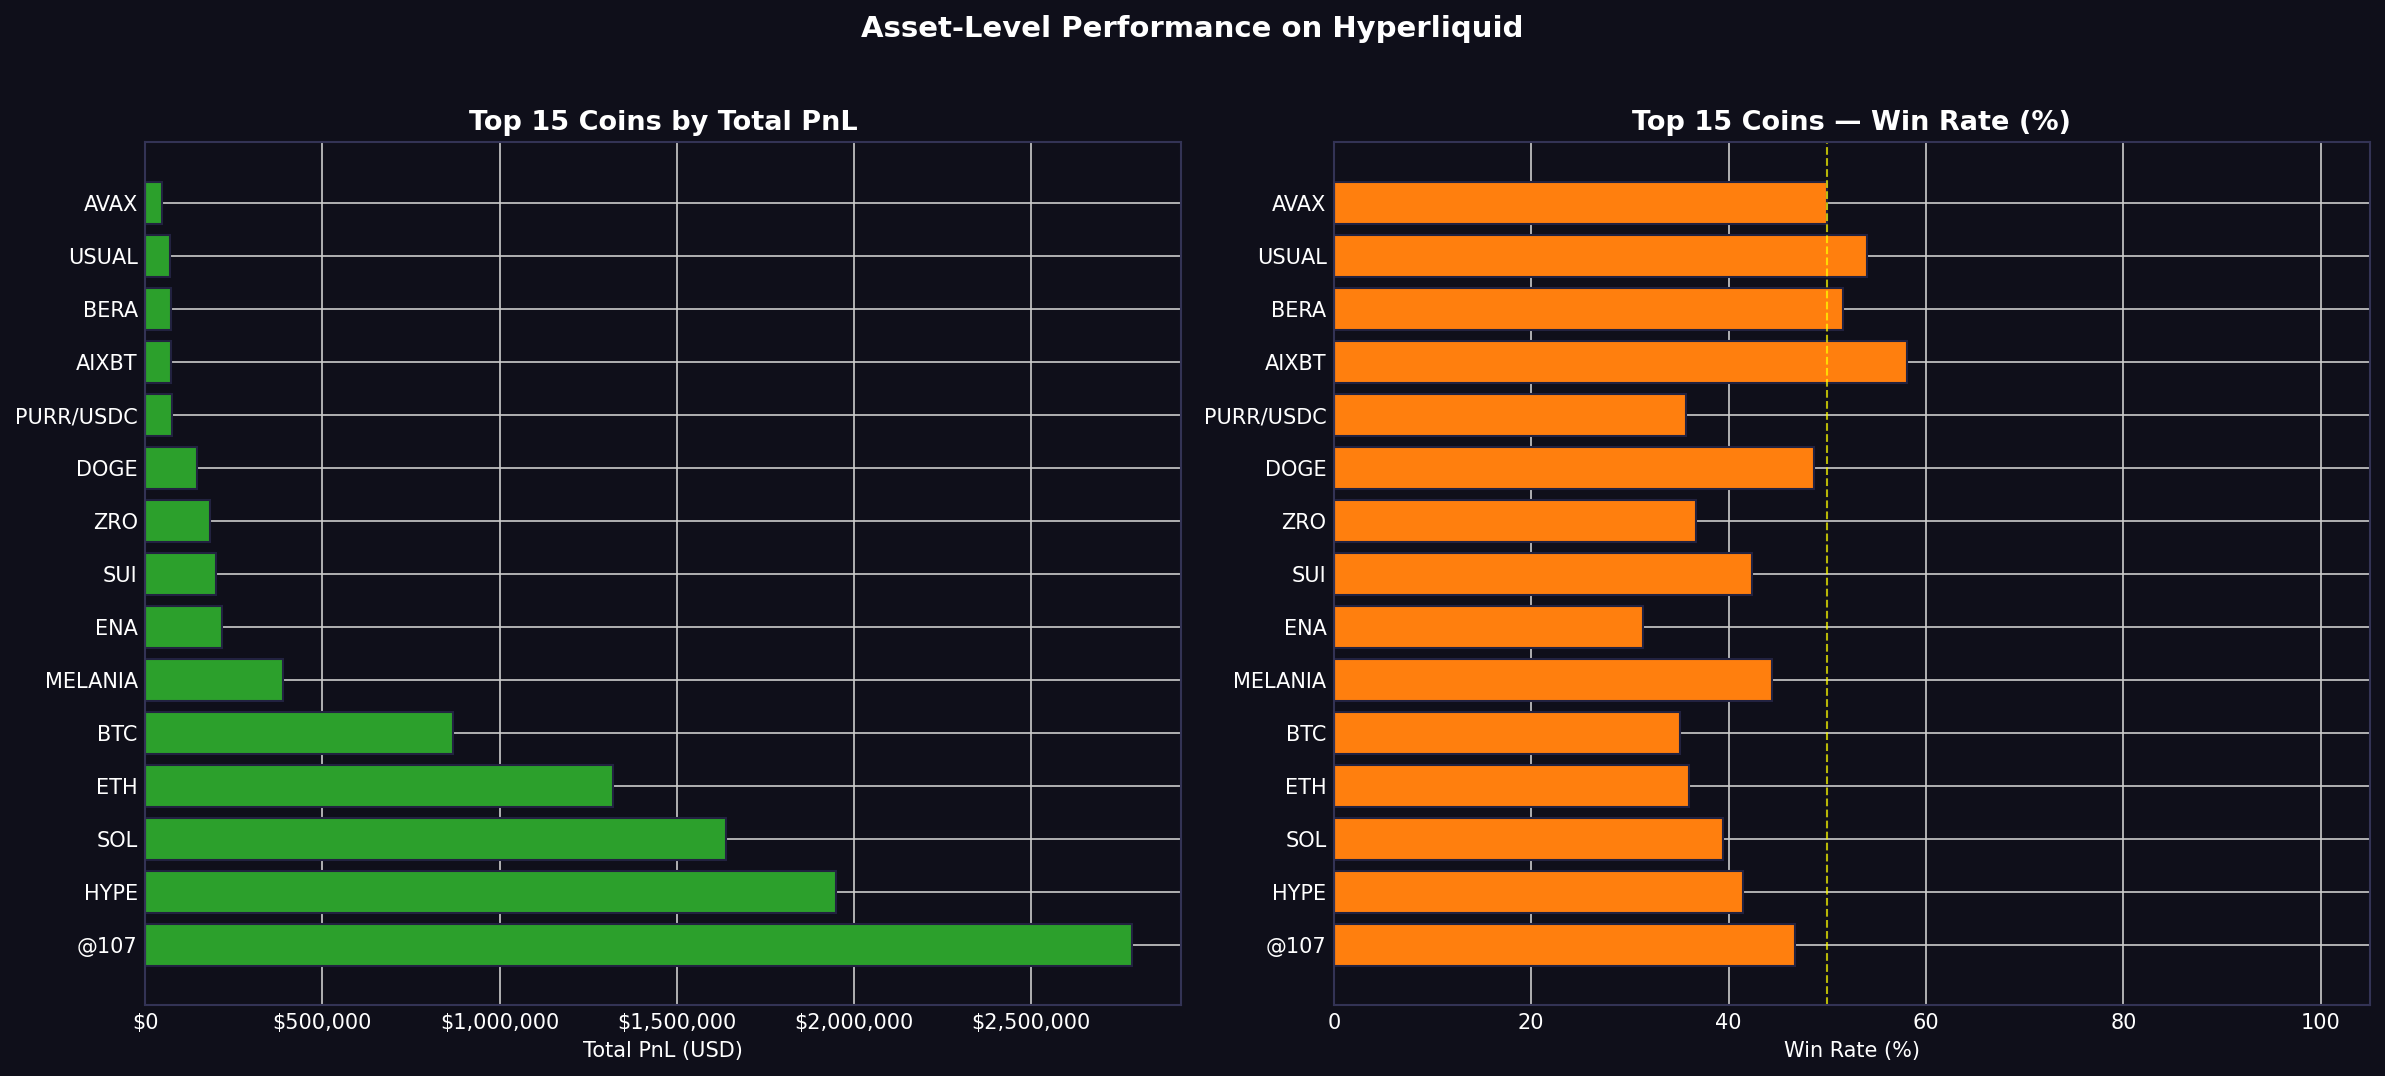 Asset-Level Performance on Hyperliquid
Top 15 Coins by Total PnL
AVAX
USUAL
BERA
AIXBT
PURR/USDC
DOGE
ZRO
SUI
ENA
MELANIA
BTC
ETH
SOL
HYPE
@107
$0 $500,000 $1,000,000 $1,500,000 $2,000,000 $2,500,000
Total PnL (USD)
Top 15 Coins — Win Rate (%)
AVAX
USUAL
BERA
AIXBT
PURR/USDC
DOGE
ZRO
SUI
ENA
MELANIA
BTC
ETH
SOL
HYPE
@107
0 20 40 60 80 100
Win Rate (%)